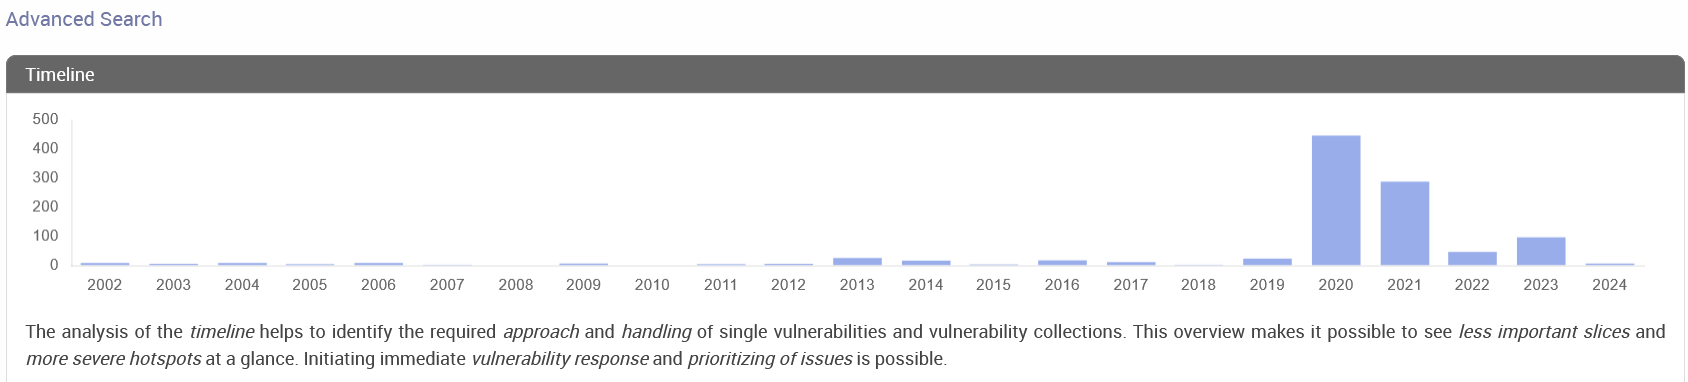 Advanced Search
Timeline
500
400
300
200
100
0
2002 2003 2004 2005 2006 2007 2008 2009 2010 2011 2012 2013 2014 2015 2016 2017 2018 2019 2020 2021 2022 2023 2024
The analysis of the timeline helps to identify the required approach and handling of single vulnerabilities and vulnerability collections. This overview makes it possible to see less important slices and
more severe hotspots at a glance. Initiating immediate vulnerability response and prioritizing of issues is possible.